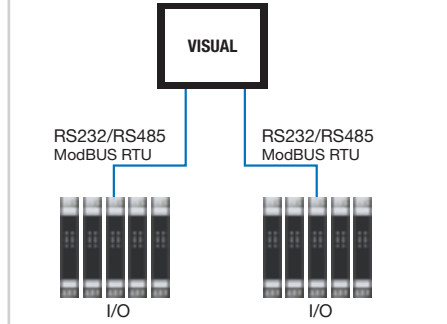 VISUAL
RS232/RS485
ModBUS RTU
RS232/RS485
ModBUS RTU
I/O
I/O